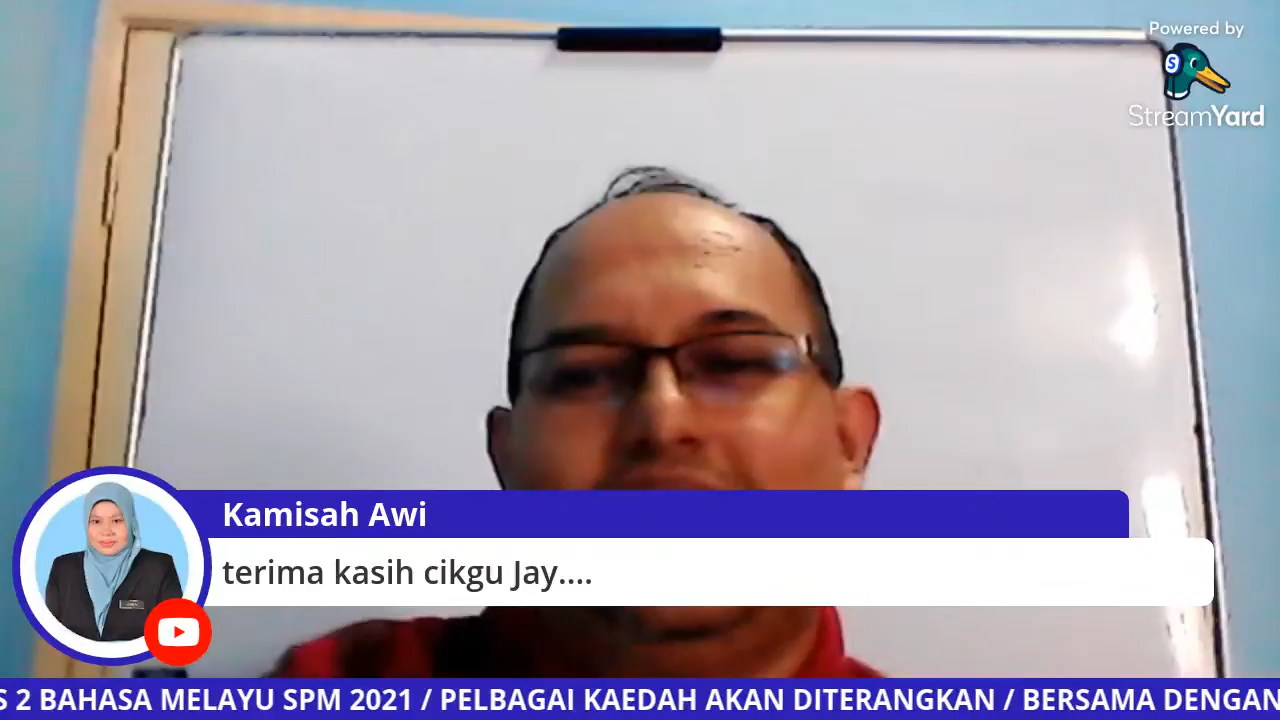 Powered by
StreamYard
Kamisah Awi
terima kasih cikgu Jay....
S 2 BAHASA MELAYU SPM 2021 / PELBAGAI KAEDAH AKAN DITERANGKAN / BERSAMA DENGAN